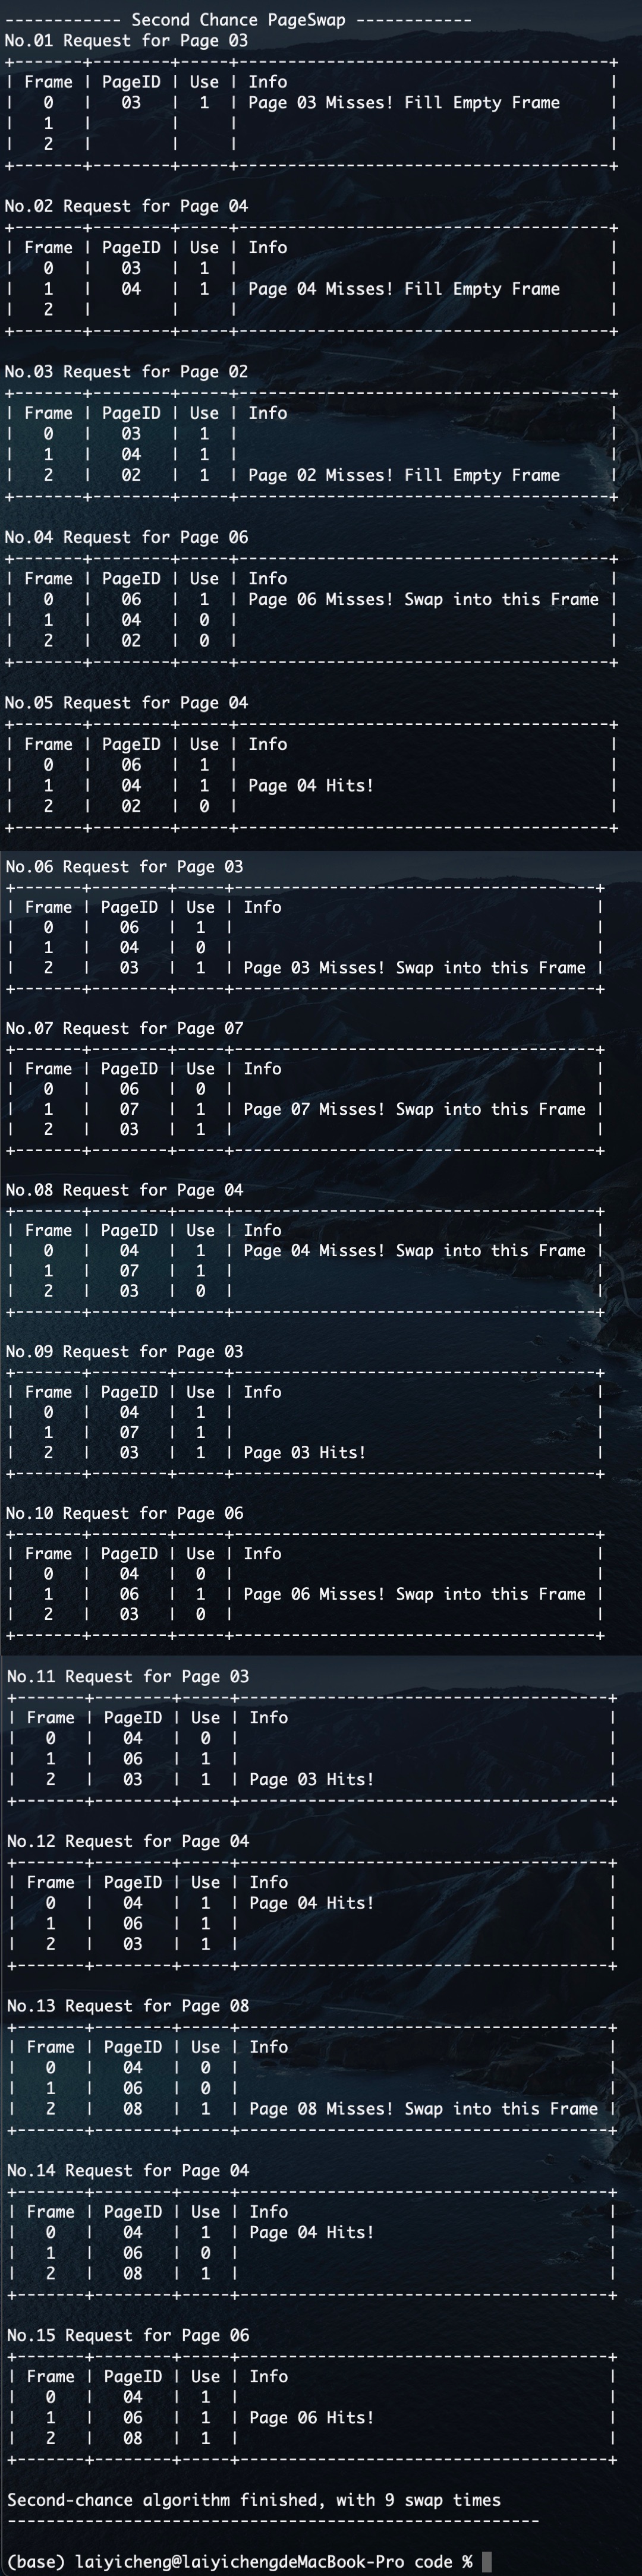 ------------ Second Chance PageSwap ------------
No.01 Request for Page 03
+-------+--------+-----+---------------------------------------+
| Frame | PageID | Use | Info                                  |
|   0   |   03   |  1  | Page 03 Misses! Fill Empty Frame      |
|   1   |        |     |                                       |
|   2   |        |     |                                       |
+-------+--------+-----+---------------------------------------+
No.02 Request for Page 04
+-------+--------+-----+---------------------------------------+
| Frame | PageID | Use | Info                                  |
|   0   |   03   |  1  |                                       |
|   1   |   04   |  1  | Page 04 Misses! Fill Empty Frame      |
|   2   |        |     |                                       |
+-------+--------+-----+---------------------------------------+
No.03 Request for Page 02
+-------+--------+-----+---------------------------------------+
| Frame | PageID | Use | Info                                  |
|   0   |   03   |  1  |                                       |
|   1   |   04   |  1  |                                       |
|   2   |   02   |  1  | Page 02 Misses! Fill Empty Frame      |
+-------+--------+-----+---------------------------------------+
No.04 Request for Page 06
+-------+--------+-----+---------------------------------------+
| Frame | PageID | Use | Info                                  |
|   0   |   06   |  1  | Page 06 Misses! Swap into this Frame |
|   1   |   04   |  0  |                                       |
|   2   |   02   |  0  |                                       |
+-------+--------+-----+---------------------------------------+
No.05 Request for Page 04
+-------+--------+-----+---------------------------------------+
| Frame | PageID | Use | Info                                  |
|   0   |   06   |  1  |                                       |
|   1   |   04   |  1  | Page 04 Hits!                         |
|   2   |   02   |  0  |                                       |
+-------+--------+-----+---------------------------------------+
No.06 Request for Page 03
+-------+--------+-----+---------------------------------------+
| Frame | PageID | Use | Info                                  |
|   0   |   06   |  1  |                                       |
|   1   |   04   |  0  |                                       |
|   2   |   03   |  1  | Page 03 Misses! Swap into this Frame |
+-------+--------+-----+---------------------------------------+
No.07 Request for Page 07
+-------+--------+-----+---------------------------------------+
| Frame | PageID | Use | Info                                  |
|   0   |   06   |  0  |                                       |
|   1   |   07   |  1  | Page 07 Misses! Swap into this Frame |
|   2   |   03   |  1  |                                       |
+-------+--------+-----+---------------------------------------+
No.08 Request for Page 04
+-------+--------+-----+---------------------------------------+
| Frame | PageID | Use | Info                                  |
|   0   |   04   |  1  | Page 04 Misses! Swap into this Frame |
|   1   |   07   |  1  |                                       |
|   2   |   03   |  0  |                                       |
+-------+--------+-----+---------------------------------------+
No.09 Request for Page 03
+-------+--------+-----+---------------------------------------+
| Frame | PageID | Use | Info                                  |
|   0   |   04   |  1  |                                       |
|   1   |   07   |  1  |                                       |
|   2   |   03   |  1  | Page 03 Hits!                         |
+-------+--------+-----+---------------------------------------+
No.10 Request for Page 06
+-------+--------+-----+---------------------------------------+
| Frame | PageID | Use | Info                                  |
|   0   |   04   |  0  |                                       |
|   1   |   06   |  1  | Page 06 Misses! Swap into this Frame |
|   2   |   03   |  0  |                                       |
+-------+--------+-----+---------------------------------------+
No.11 Request for Page 03
+-------+--------+-----+---------------------------------------+
| Frame | PageID | Use | Info                                  |
|   0   |   04   |  0  |                                       |
|   1   |   06   |  1  |                                       |
|   2   |   03   |  1  | Page 03 Hits!                         |
+-------+--------+-----+---------------------------------------+
No.12 Request for Page 04
+-------+--------+-----+---------------------------------------+
| Frame | PageID | Use | Info                                  |
|   0   |   04   |  1  | Page 04 Hits!                         |
|   1   |   06   |  1  |                                       |
|   2   |   03   |  1  |                                       |
+-------+--------+-----+---------------------------------------+
No.13 Request for Page 08
+-------+--------+-----+---------------------------------------+
| Frame | PageID | Use | Info                                  |
|   0   |   04   |  0  |                                       |
|   1   |   06   |  0  |                                       |
|   2   |   08   |  1  | Page 08 Misses! Swap into this Frame |
+-------+--------+-----+---------------------------------------+
No.14 Request for Page 04
+-------+--------+-----+---------------------------------------+
| Frame | PageID | Use | Info                                  |
|   0   |   04   |  1  | Page 04 Hits!                         |
|   1   |   06   |  0  |                                       |
|   2   |   08   |  1  |                                       |
+-------+--------+-----+---------------------------------------+
No.15 Request for Page 06
+-------+--------+-----+---------------------------------------+
| Frame | PageID | Use | Info                                  |
|   0   |   04   |  1  |                                       |
|   1   |   06   |  1  | Page 06 Hits!                         |
|   2   |   08   |  1  |                                       |
+-------+--------+-----+---------------------------------------+
Second-chance algorithm finished, with 9 swap times
------------------------------------------------------
(base) laiyicheng@laiyichengdeMacBook-Pro code %